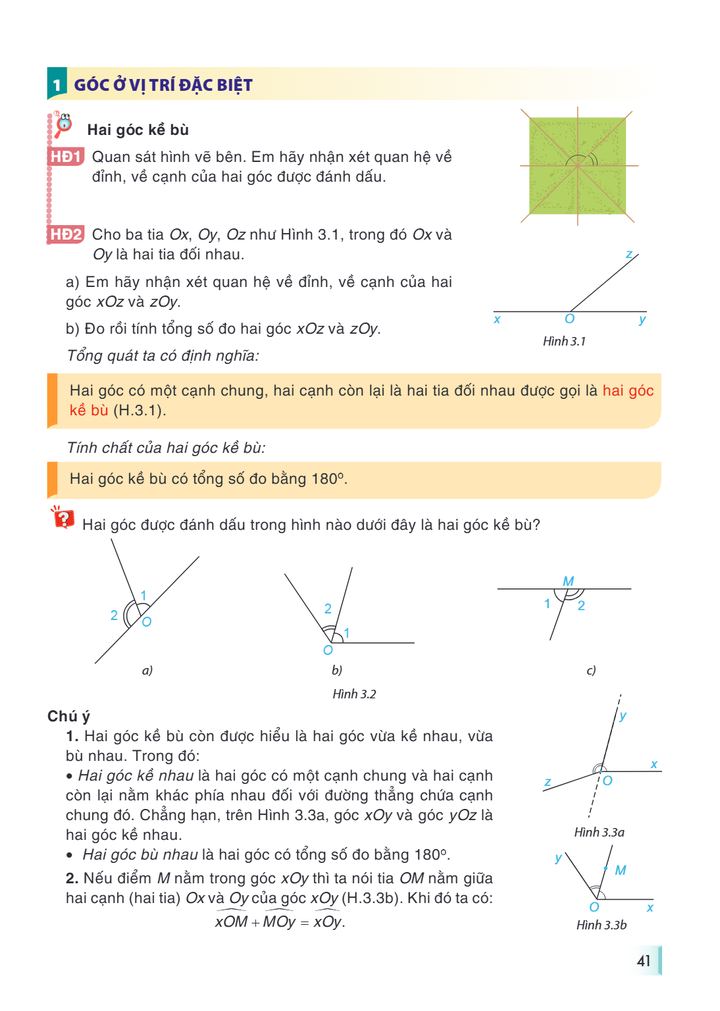 1 GÓC Ở VỊ TRÍ ĐẶC BIỆT
Hai góc kề bù
HĐ1 Quan sát hình vẽ bên. Em hãy nhận xét quan hệ về
đỉnh, về cạnh của hai góc được đánh dấu.
HĐ2 Cho ba tia Ox, Oy, Oz như Hình 3.1, trong đó Ox và
Oy là hai tia đối nhau.
a) Em hãy nhận xét quan hệ về đỉnh, về cạnh của hai
góc xOz và zOy.
b) Đo rồi tính tổng số đo hai góc xOz và zOy.
z
x O y
Hình 3.1
Tổng quát ta có định nghĩa:
Hai góc có một cạnh chung, hai cạnh còn lại là hai tia đối nhau được gọi là hai góc
kề bù (H.3.1).
Tính chất của hai góc kề bù:
Hai góc kề bù có tổng số đo bằng 180º.
? Hai góc được đánh dấu trong hình nào dưới đây là hai góc kề bù?
1
2
O
a)
2
1
O
b)
M
1 2
c)
Hình 3.2
Chú ý
1. Hai góc kề bù còn được hiểu là hai góc vừa kề nhau, vừa
bù nhau. Trong đó:
• Hai góc kề nhau là hai góc có một cạnh chung và hai cạnh
còn lại nằm khác phía nhau đối với đường thẳng chứa cạnh
chung đó. Chẳng hạn, trên Hình 3.3a, góc xOy và góc yOz là
hai góc kề nhau.
• Hai góc bù nhau là hai góc có tổng số đo bằng 180º.
2. Nếu điểm M nằm trong góc xOy thì ta nói tia OM nằm giữa
hai cạnh (hai tia) Ox và Oy của góc xOy (H.3.3b). Khi đó ta có:
xOM + MOy = xOy.
y
x
z O
Hình 3.3a
y
M
O x
Hình 3.3b
41